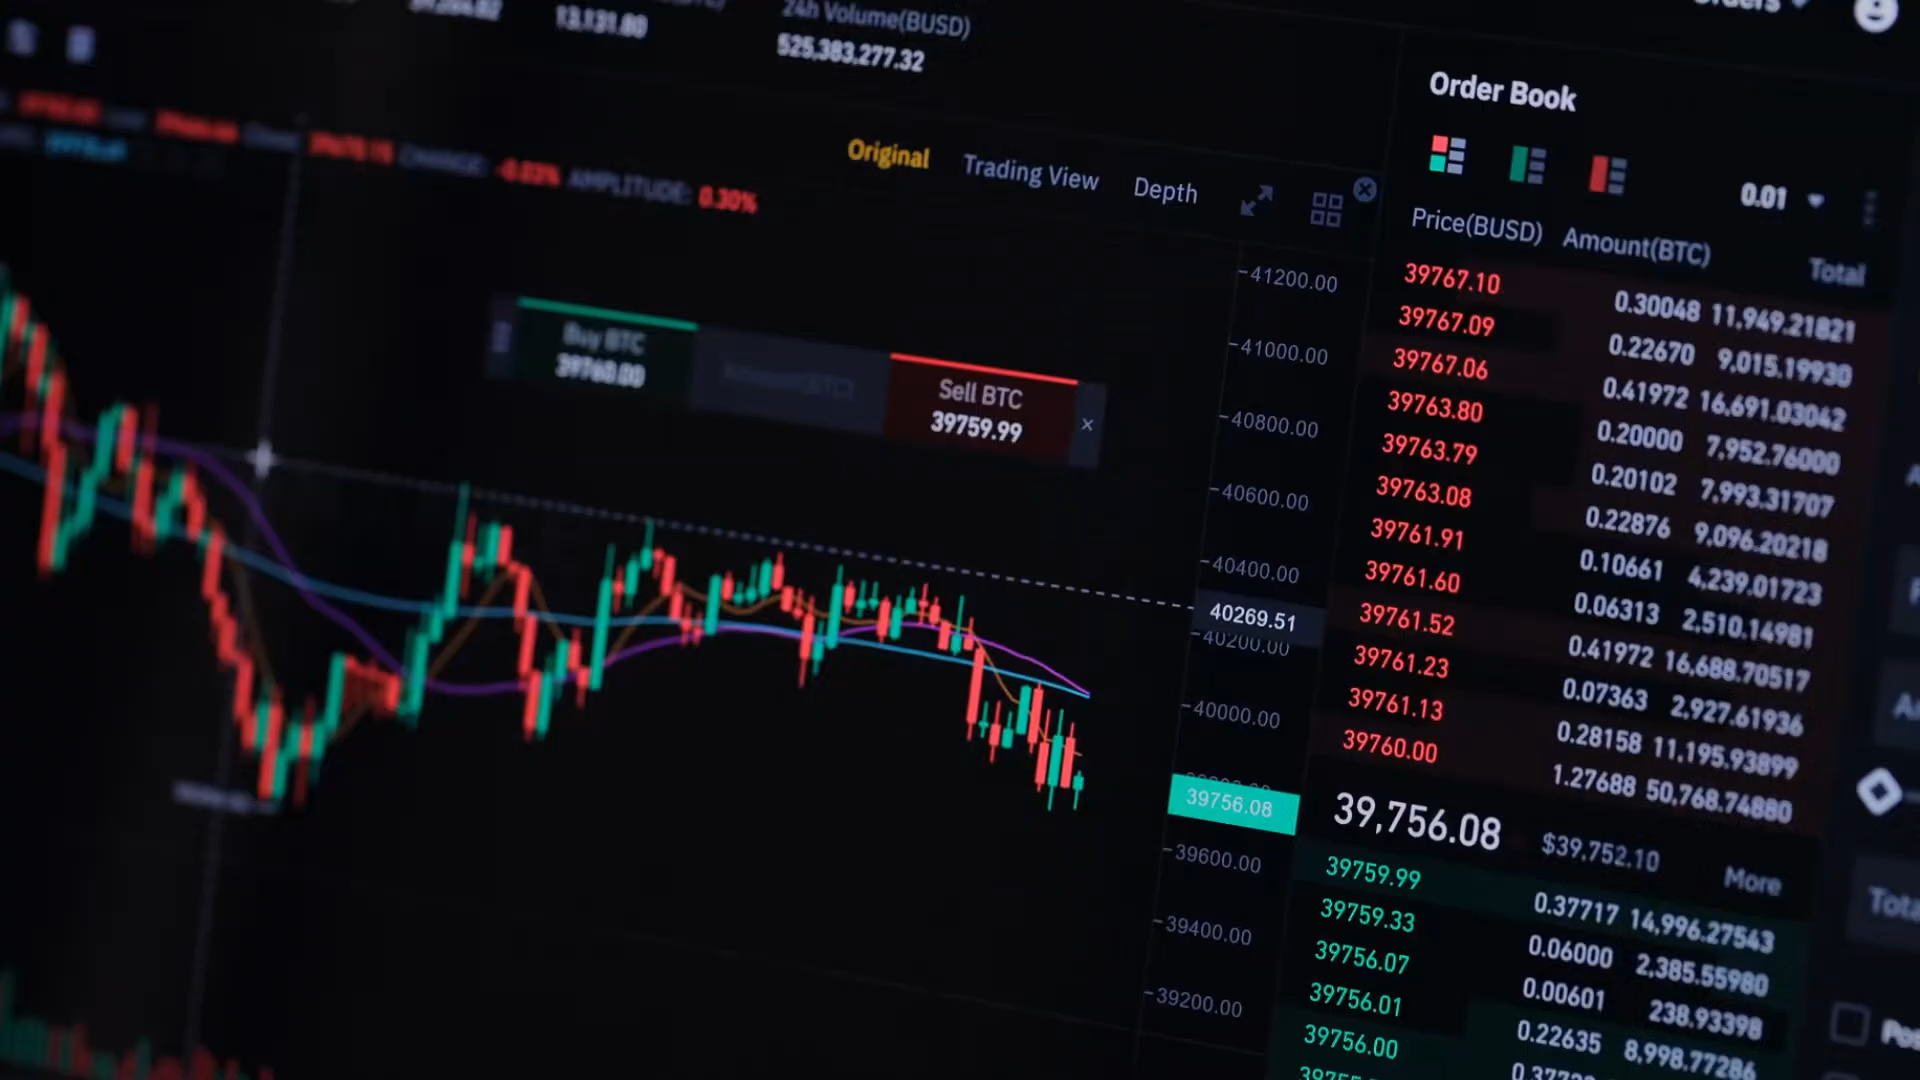 13,131.80
24h Volume(BUSD)
525,383,277.32
CHANGE: -0.03% AMPLITUDE: 0.30%
Original Trading View Depth
Buy BTC
39760.00
Sell BTC
39759.99
41200.00
41000.00
40800.00
40600.00
40400.00
40269.51
40200.00
40000.00
39756.08
39600.00
39400.00
39200.00
Order Book
0.01
Price(BUSD) Amount(BTC) Total
39767.10 0.30048 11,949.21821
39767.09 0.22670 9,015.19930
39767.06 0.41972 16,691.03042
39763.80 0.20000 7,952.76000
39763.79 0.20102 7,993.31707
39763.08 0.22876 9,096.20218
39761.91 0.10661 4,239.01723
39761.60 0.06313 2,510.14981
39761.52 0.41972 16,688.70517
39761.23 0.07363 2,927.61936
39761.13 0.28158 11,195.93899
39760.00 1.27688 50,768.74880
39,756.08 $39,752.10 More
39759.99 0.37717 14,996.27543
39759.33 0.06000 2,385.55980
39756.07 0.00601 238.93398
39756.01 0.22635 8,998.77286
39756.00